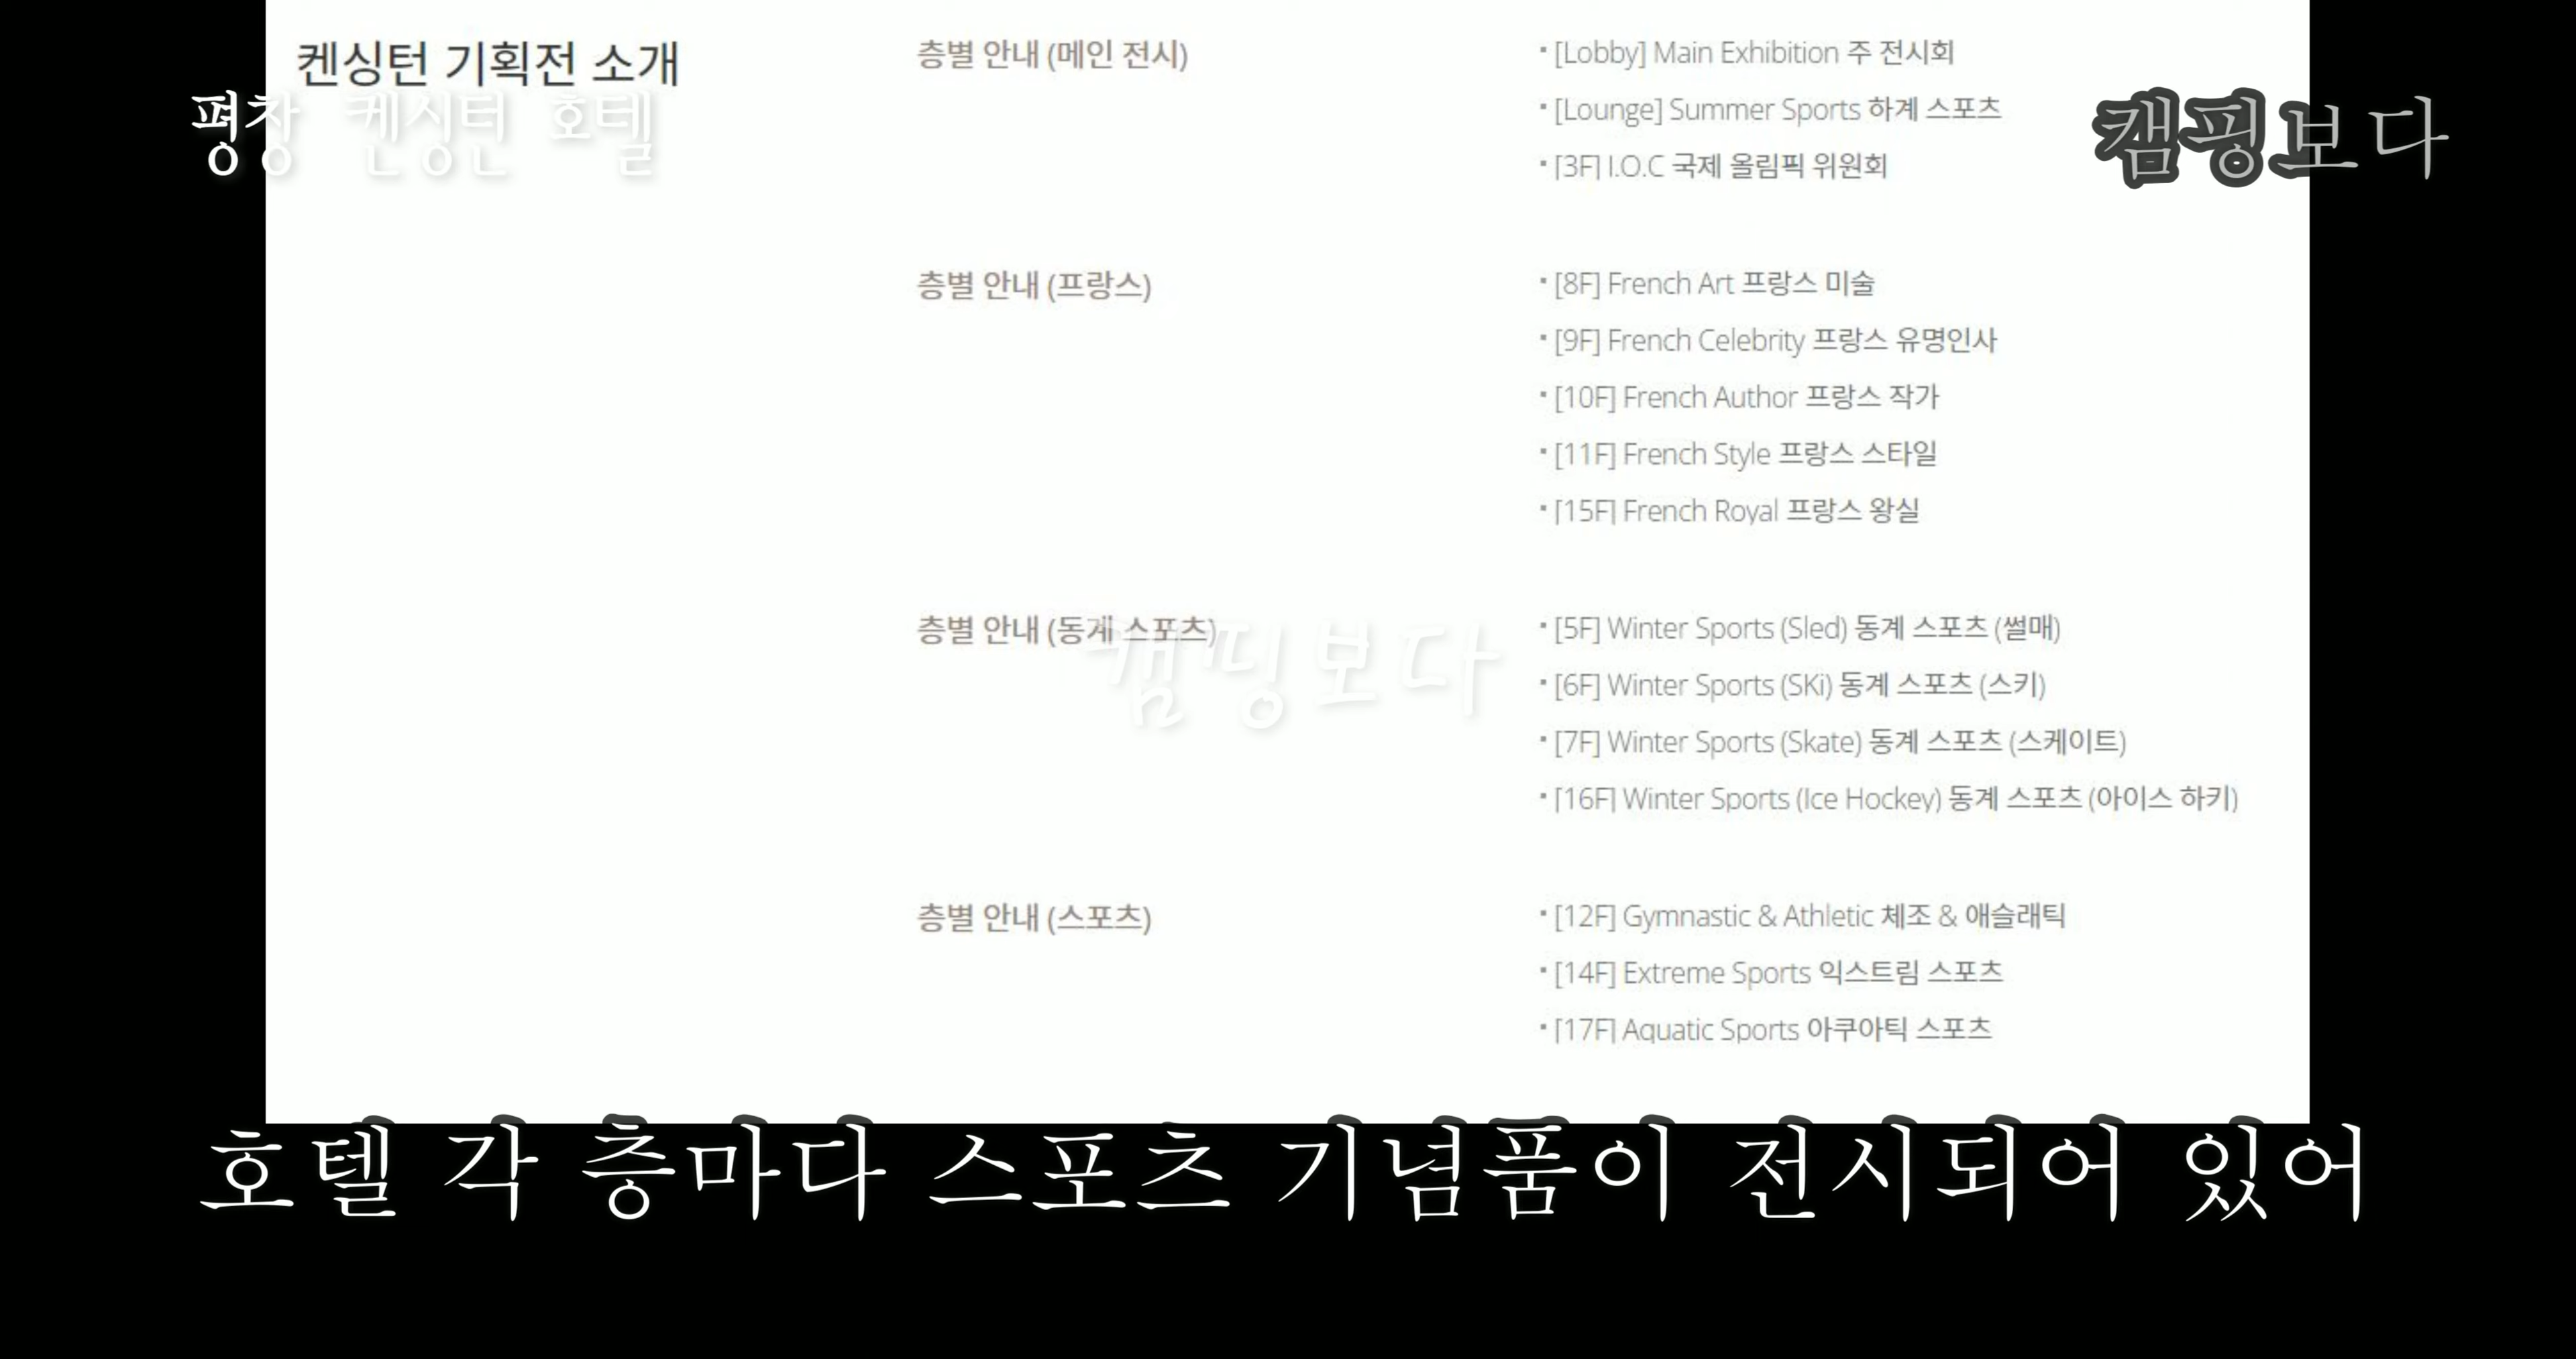 켄싱턴 기획전 소개
평창 켄싱턴 호텔
캠핑보다
층별 안내 (메인 전시)
· [Lobby] Main Exhibition 주 전시회
· [Lounge] Summer Sports 하계 스포츠
· [3F] I.O.C 국제 올림픽 위원회
층별 안내 (프랑스)
· [8F] French Art 프랑스 미술
· [9F] French Celebrity 프랑스 유명인사
· [10F] French Author 프랑스 작가
· [11F] French Style 프랑스 스타일
· [15F] French Royal 프랑스 왕실
층별 안내 (동계 스포츠)
캠핑보다
· [5F] Winter Sports (Sled) 동계 스포츠 (썰매)
· [6F] Winter Sports (SKi) 동계 스포츠 (스키)
· [7F] Winter Sports (Skate) 동계 스포츠 (스케이트)
· [16F] Winter Sports (Ice Hockey) 동계 스포츠 (아이스 하키)
층별 안내 (스포츠)
· [12F] Gymnastic & Athletic 체조 & 애슬래틱
· [14F] Extreme Sports 익스트림 스포츠
· [17F] Aquatic Sports 아쿠아틱 스포츠
호텔 각 층마다 스포츠 기념품이 전시되어 있어